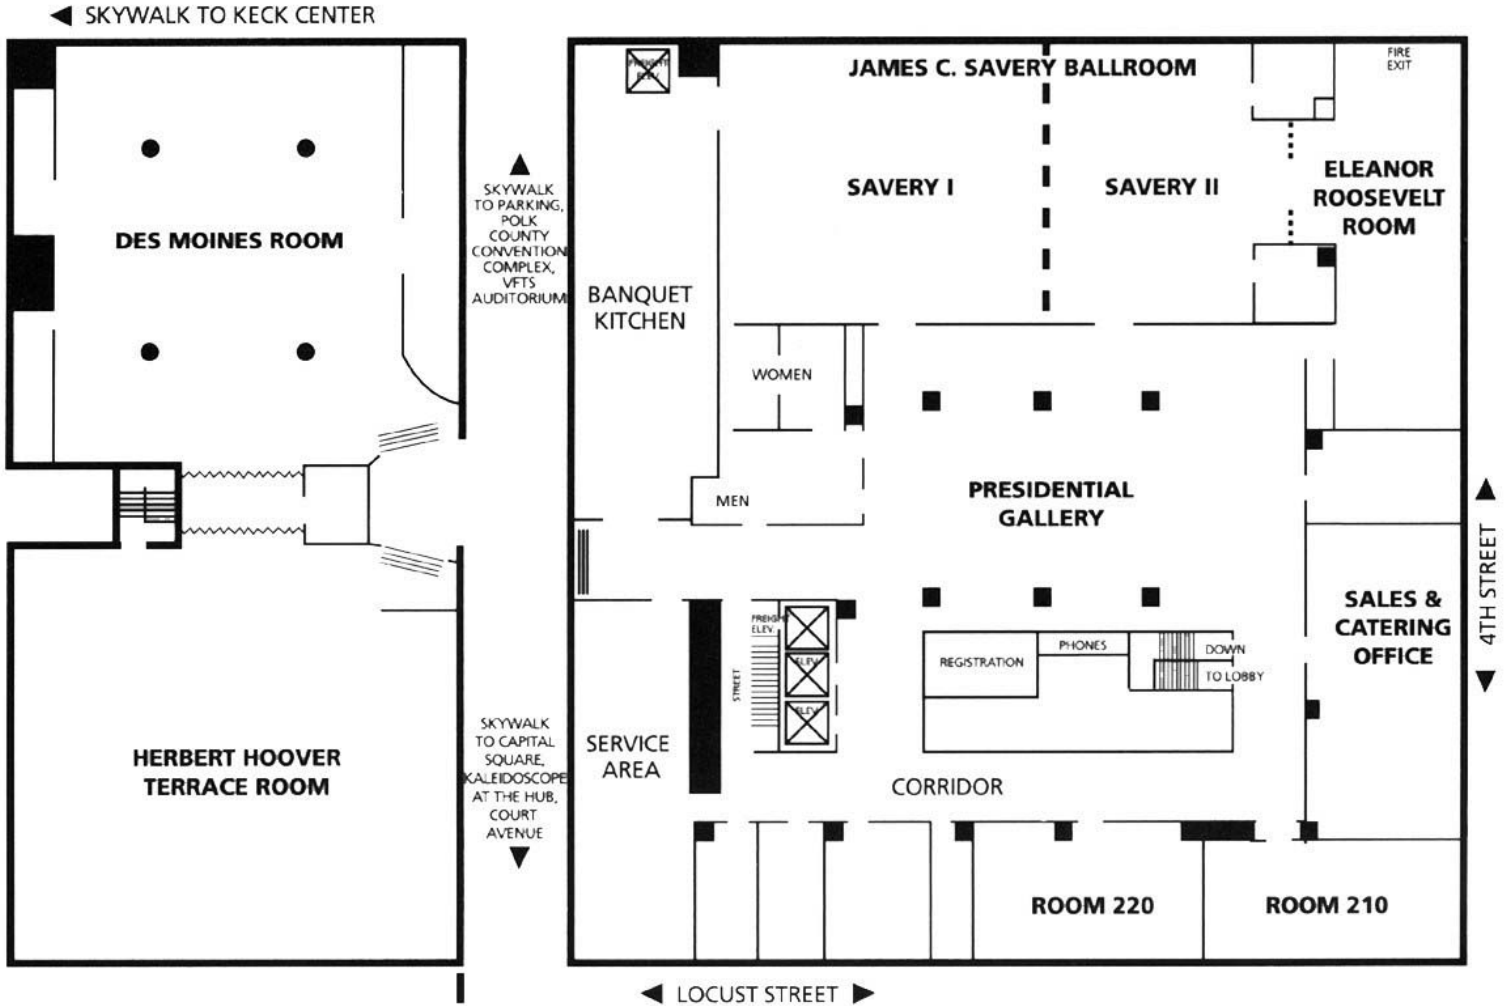 SKYWALK TO KECK CENTER
DES MOINES ROOM
HERBERT HOOVER
TERRACE ROOM
SKYWALK
TO PARKING,
POLK
COUNTY
CONVENTION
COMPLEX,
VFTS
AUDITORIUM
SKYWALK
TO CAPITAL
SQUARE,
KALEIDOSCOPE
AT THE HUB,
COURT
AVENUE
FREIGHT
ELEV.
JAMES C. SAVERY BALLROOM
FIRE
EXIT
SAVERY I
SAVERY II
ELEANOR
ROOSEVELT
ROOM
BANQUET
KITCHEN
WOMEN
MEN
PRESIDENTIAL
GALLERY
SALES &
CATERING
OFFICE
4TH STREET
FREIGHT
ELEV.
ELEV.
ELEV.
STREET
REGISTRATION
PHONES
DOWN
TO LOBBY
SERVICE
AREA
CORRIDOR
ROOM 220
ROOM 210
LOCUST STREET